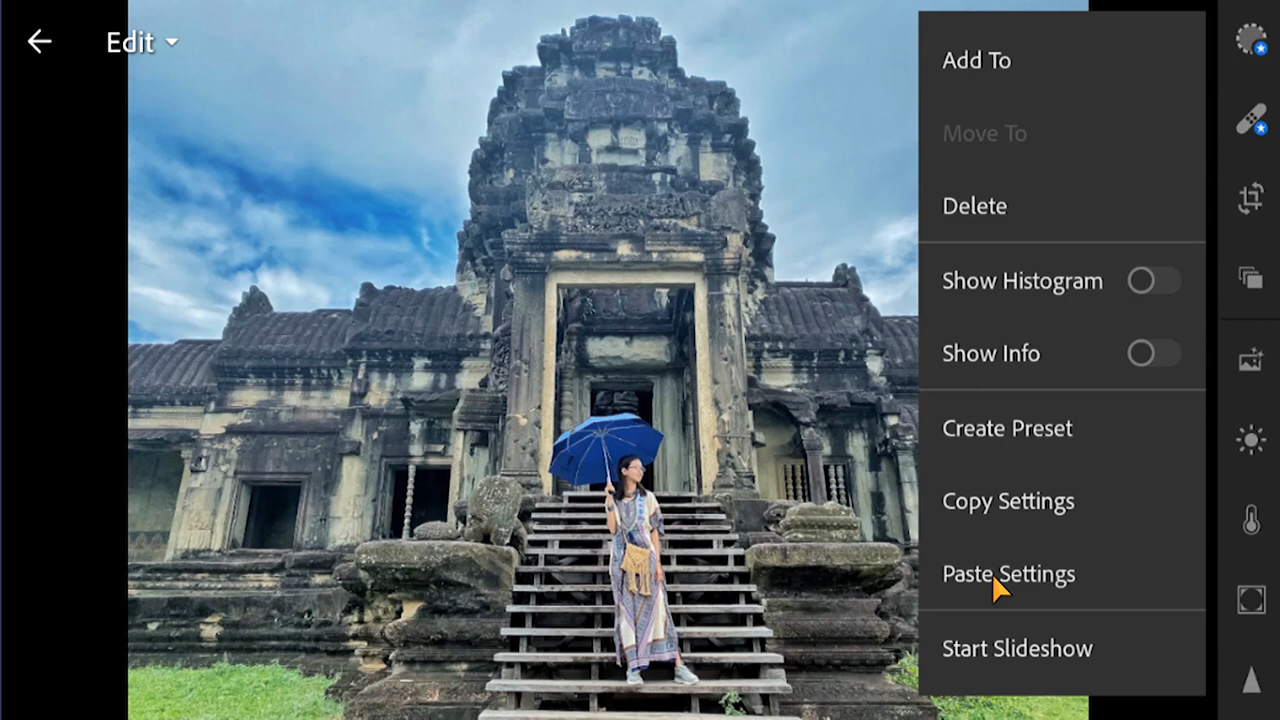 Edit
Add To
Move To
Delete
Show Histogram
Show Info
Create Preset
Copy Settings
Paste Settings
Start Slideshow